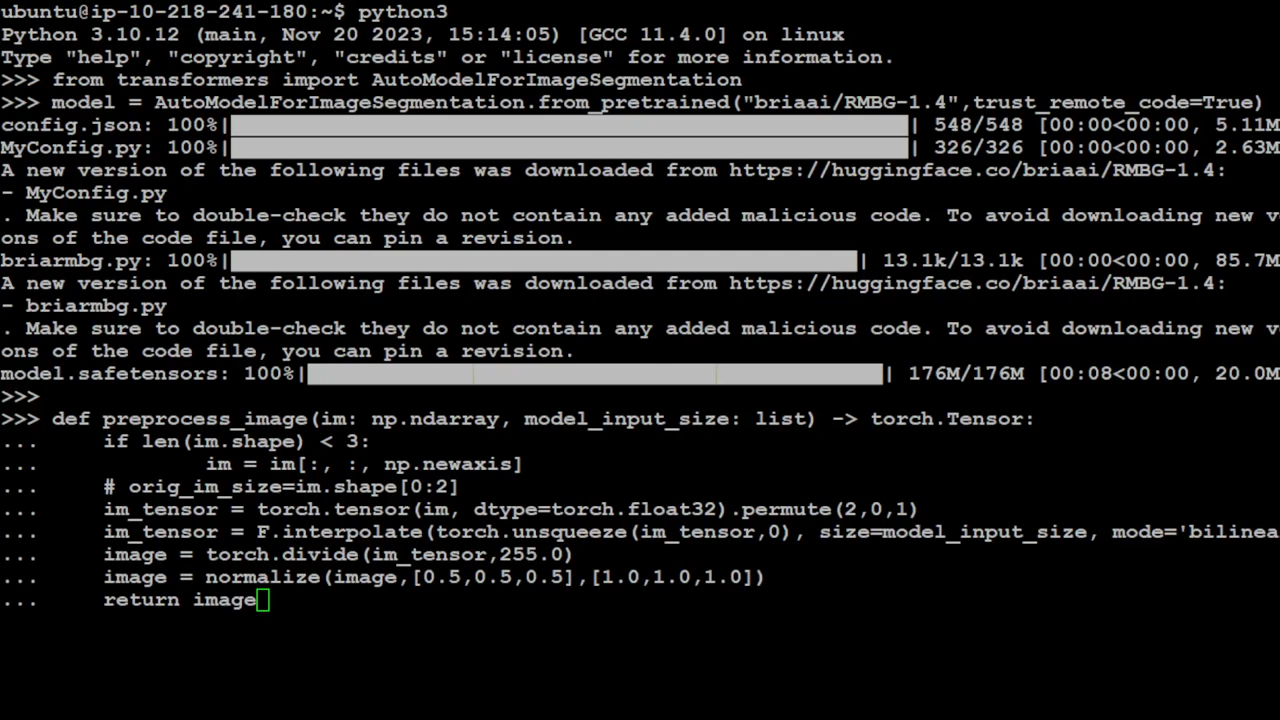 ubuntu@ip-10-218-241-180:~$ python3
Python 3.10.12 (main, Nov 20 2023, 15:14:05) [GCC 11.4.0] on linux
Type "help", "copyright", "credits" or "license" for more information.
>>> from transformers import AutoModelForImageSegmentation
>>> model = AutoModelForImageSegmentation.from_pretrained("briaai/RMBG-1.4",trust_remote_code=True)
config.json: 100%| | 548/548 [00:00<00:00, 5.11M
MyConfig.py: 100%| | 326/326 [00:00<00:00, 2.63M
A new version of the following files was downloaded from https://huggingface.co/briaai/RMBG-1.4:
- MyConfig.py
. Make sure to double-check they do not contain any added malicious code. To avoid downloading new v
ons of the code file, you can pin a revision.
briarmbg.py: 100%| | 13.1k/13.1k [00:00<00:00, 85.7M
A new version of the following files was downloaded from https://huggingface.co/briaai/RMBG-1.4:
- briarmbg.py
. Make sure to double-check they do not contain any added malicious code. To avoid downloading new v
ons of the code file, you can pin a revision.
model.safetensors: 100%| | 176M/176M [00:08<00:00, 20.0M
>>>
>>> def preprocess_image(im: np.ndarray, model_input_size: list) -> torch.Tensor:
...     if len(im.shape) < 3:
...             im = im[:, :, np.newaxis]
...     # orig_im_size=im.shape[0:2]
...     im_tensor = torch.tensor(im, dtype=torch.float32).permute(2,0,1)
...     im_tensor = F.interpolate(torch.unsqueeze(im_tensor,0), size=model_input_size, mode='bilinea
...     image = torch.divide(im_tensor,255.0)
...     image = normalize(image,[0.5,0.5,0.5],[1.0,1.0,1.0])
...     return image